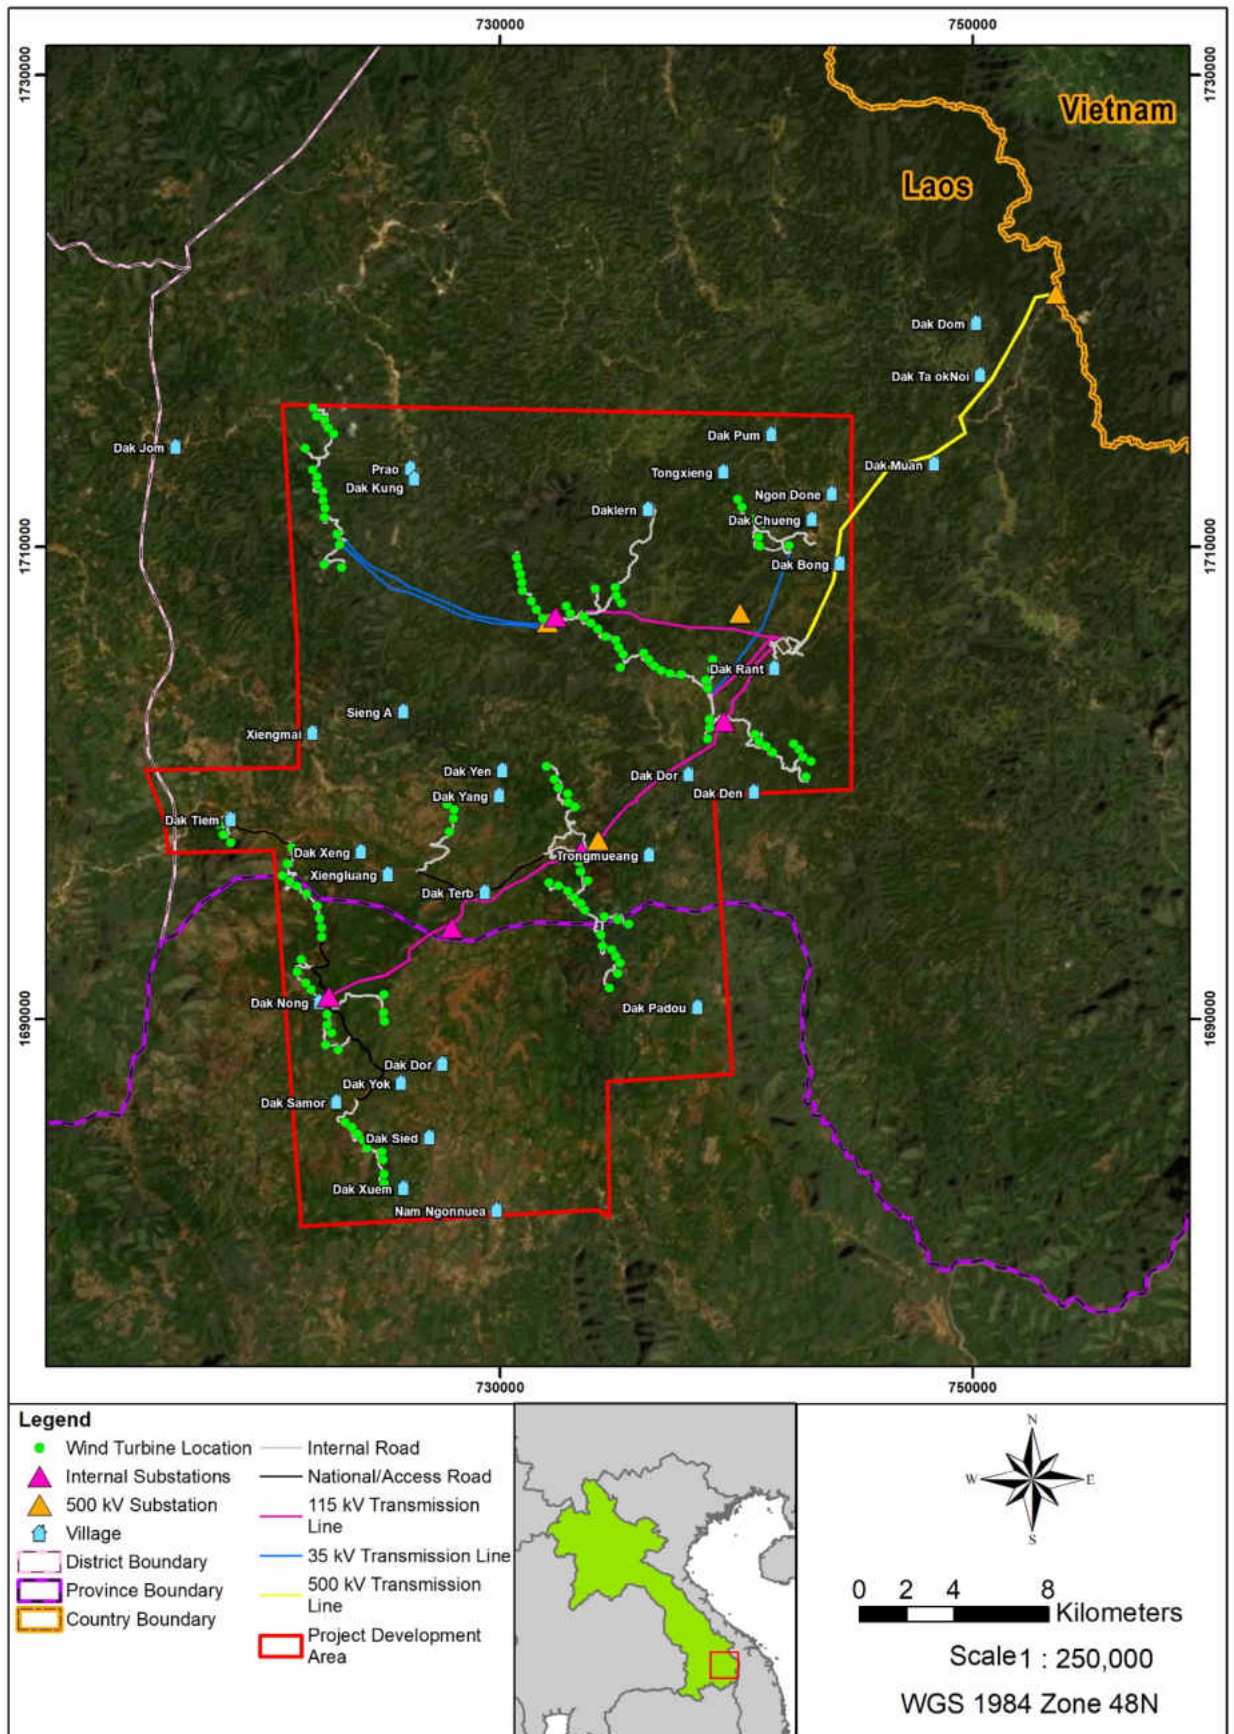 730000
750000
1730000
1730000
Vietnam
Laos
Dak Dom
Dak Ta okNoi
Dak Pum
Dak Jom
Prao
Tongxieng
Dak Muan
Dak Kung
Ngon Done
Daklern
Dak Chueng
1710000
1710000
Dak Bong
Dak Rant
Sieng A
Xiengmai
Dak Yen
Dak Dor
Dak Yang
Dak Den
Dak Tiem
Dak Xeng
Trongmueang
Xiengluang
Dak Terb
Dak Nong
Dak Padou
1690000
1690000
Dak Dor
Dak Yok
Dak Samor
Dak Sied
Dak Xuem
Nam Ngonnuea
730000
750000
Legend
Wind Turbine Location
Internal Substations
500 kV Substation
Village
District Boundary
Province Boundary
Country Boundary
Internal Road
National/Access Road
115 kV Transmission
Line
35 kV Transmission Line
500 kV Transmission
Line
Project Development
Area
N
W
E
S
0 2 4 8
Kilometers
Scale1 : 250,000
WGS 1984 Zone 48N